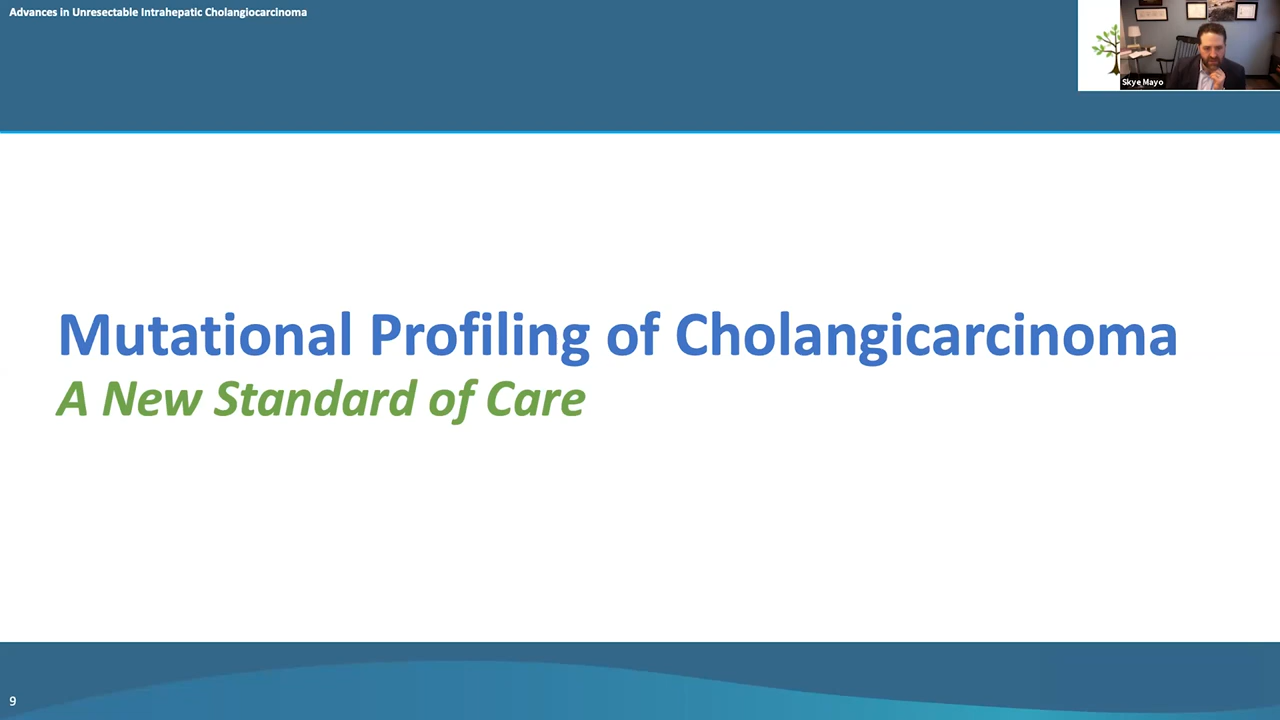 Advances in Unresectable Intrahepatic Cholangiocarcinoma
Skye Mayo
Mutational Profiling of Cholangicarcinoma
A New Standard of Care
9